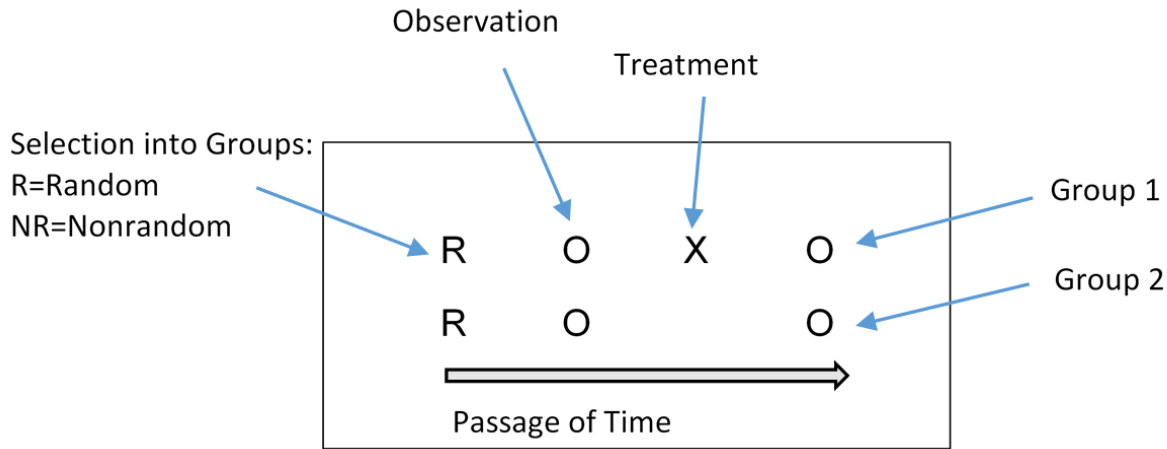 Observation
Treatment
Selection into Groups:
R=Random
NR=Nonrandom
Group 1
R O X O
Group 2
R O O
Passage of Time